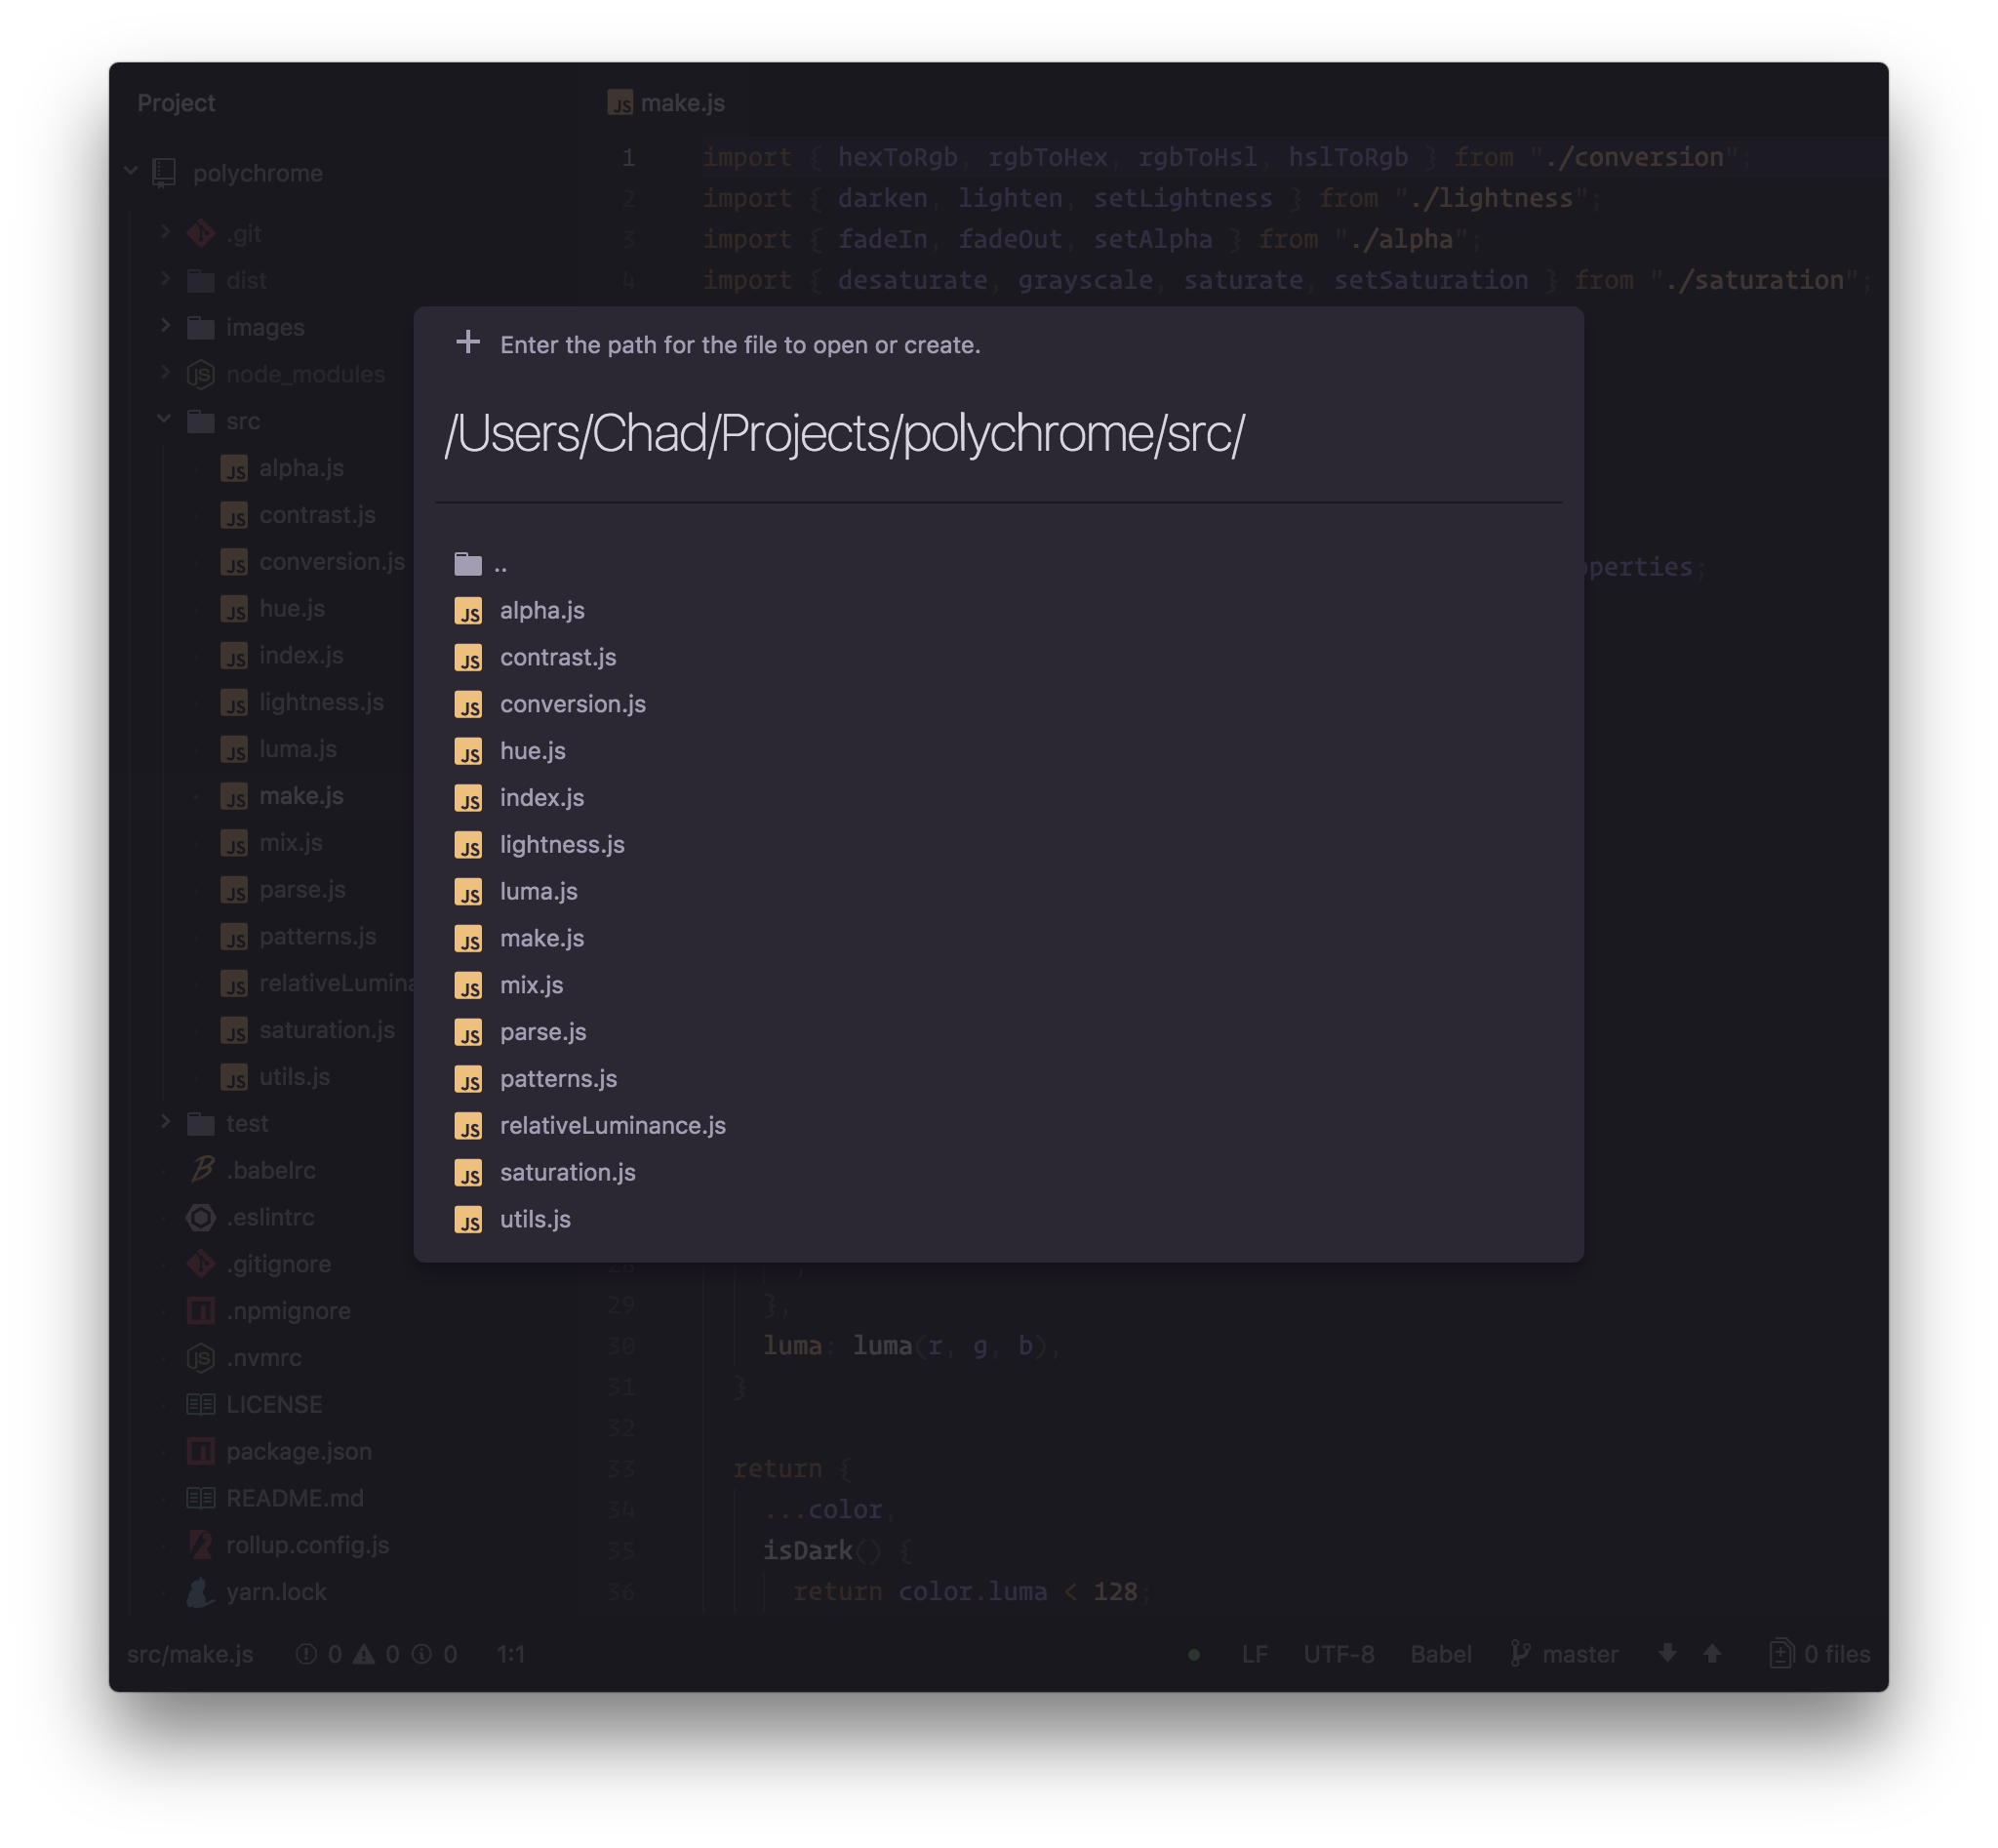 Project
polychrome
.git
dist
images
node_modules
src
alpha.js
contrast.js
conversion.js
hue.js
index.js
lightness.js
luma.js
make.js
mix.js
parse.js
patterns.js
relativeLumina
saturation.js
utils.js
test
.babelrc
.eslintrc
.gitignore
.npmignore
.nvmrc
LICENSE
package.json
README.md
rollup.config.js
yarn.lock
make.js
1 import { hexToRgb, rgbToHex, rgbToHsl, hslToRgb } from "./conversion";
2 import { darken, lighten, setLightness } from "./lightness";
3 import { fadeIn, fadeOut, setAlpha } from "./alpha";
4 import { desaturate, grayscale, saturate, setSaturation } from "./saturation";
operties;
Enter the path for the file to open or create.
/Users/Chad/Projects/polychrome/src/
..
alpha.js
contrast.js
conversion.js
hue.js
index.js
lightness.js
luma.js
make.js
mix.js
parse.js
patterns.js
relativeLuminance.js
saturation.js
utils.js
28
29 },
30 luma: luma(r, g, b),
31 }
32
33 return {
34 ...color,
35 isDark() {
36 return color.luma < 128;
src/make.js 0 0 0 1:1 LF UTF-8 Babel master 0 files